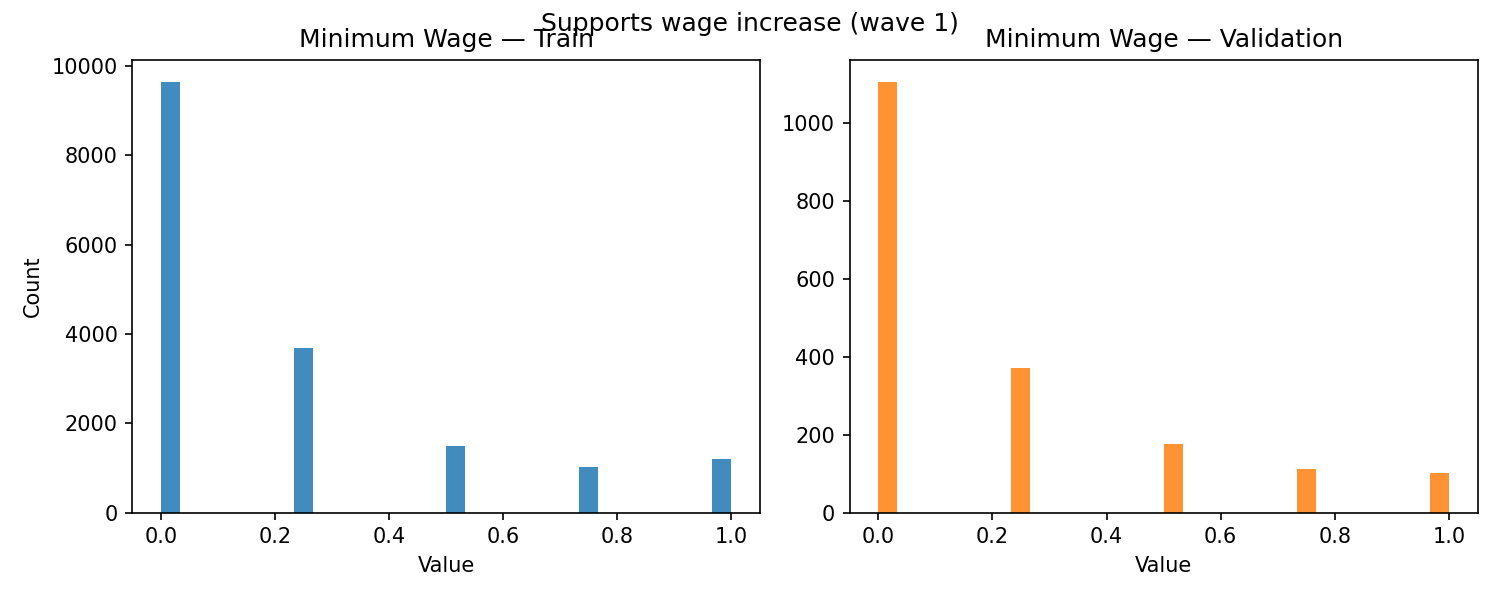 Supports wage increase (wave 1)
Minimum Wage — Train
Minimum Wage — Validation
10000
8000
6000
4000
2000
0
Count
0.0 0.2 0.4 0.6 0.8 1.0
Value
1000
800
600
400
200
0
0.0 0.2 0.4 0.6 0.8 1.0
Value